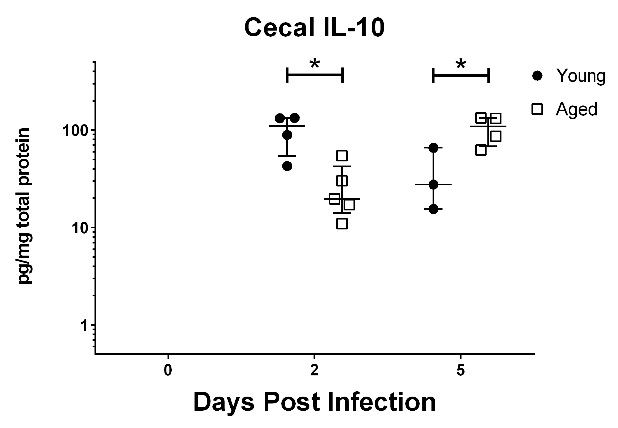 Cecal IL-10
* *
Young
Aged
100
10
1
pg/mg total protein
0 2 5
Days Post Infection